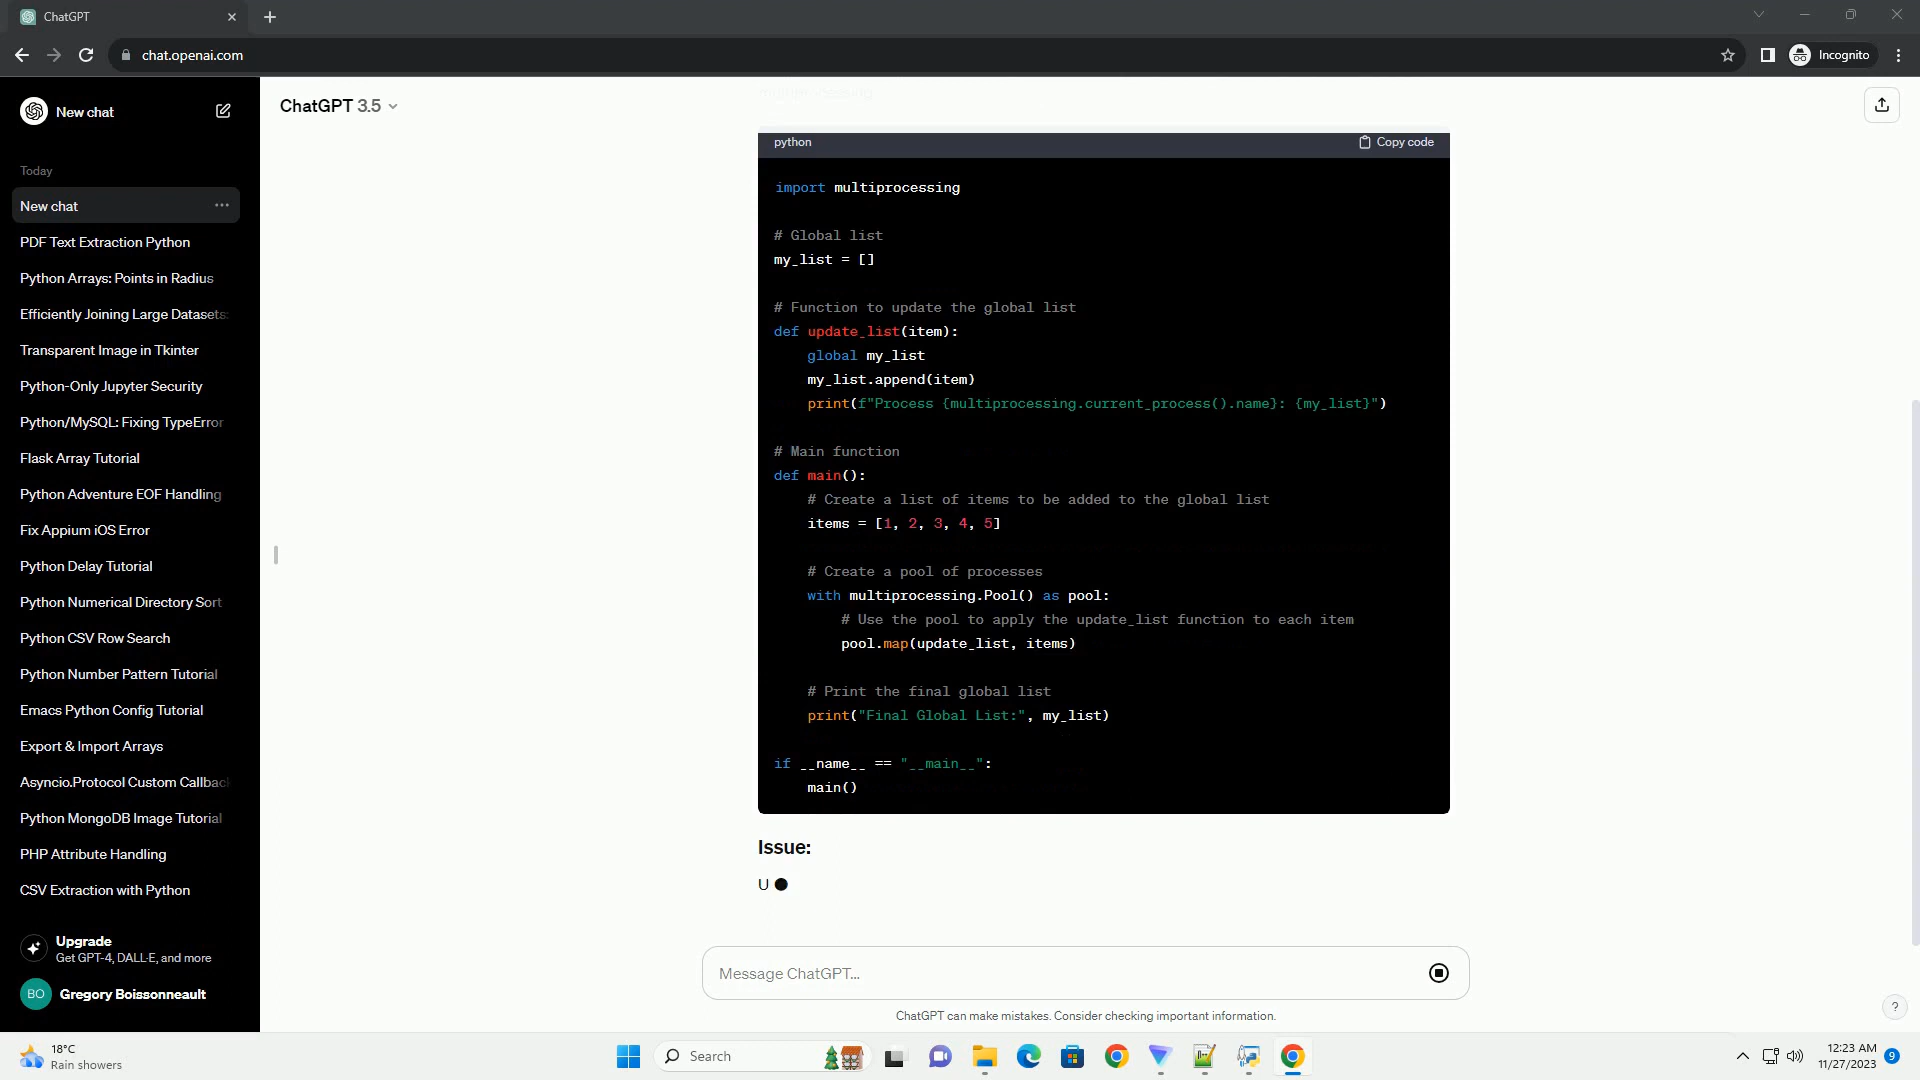 ChatGPT
chat.openai.com
Incognito
New chat
Today
New chat
PDF Text Extraction Python
Python Arrays: Points in Radius
Efficiently Joining Large Datasets:
Transparent Image in Tkinter
Python-Only Jupyter Security
Python/MySQL: Fixing TypeError
Flask Array Tutorial
Python Adventure EOF Handling
Fix Appium iOS Error
Python Delay Tutorial
Python Numerical Directory Sort
Python CSV Row Search
Python Number Pattern Tutorial
Emacs Python Config Tutorial
Export & Import Arrays
Asyncio.Protocol Custom Callback
Python MongoDB Image Tutorial
PHP Attribute Handling
CSV Extraction with Python
Upgrade
Get GPT-4, DALL·E, and more
BO Gregory Boissonneault
ChatGPT 3.5
multiprocessing.
python Copy code
import multiprocessing
# Global list
my_list = []
# Function to update the global list
def update_list(item):
    global my_list
    my_list.append(item)
    print(f"Process {multiprocessing.current_process().name}: {my_list}")
# Main function
def main():
    # Create a list of items to be added to the global list
    items = [1, 2, 3, 4, 5]
    # Create a pool of processes
    with multiprocessing.Pool() as pool:
        # Use the pool to apply the update_list function to each item
        pool.map(update_list, items)
    # Print the final global list
    print("Final Global List:", my_list)
if __name__ == "__main__":
    main()
Issue:
U
Message ChatGPT...
ChatGPT can make mistakes. Consider checking important information.
?
18°C
Rain showers
Search
12:23 AM
11/27/2023
9